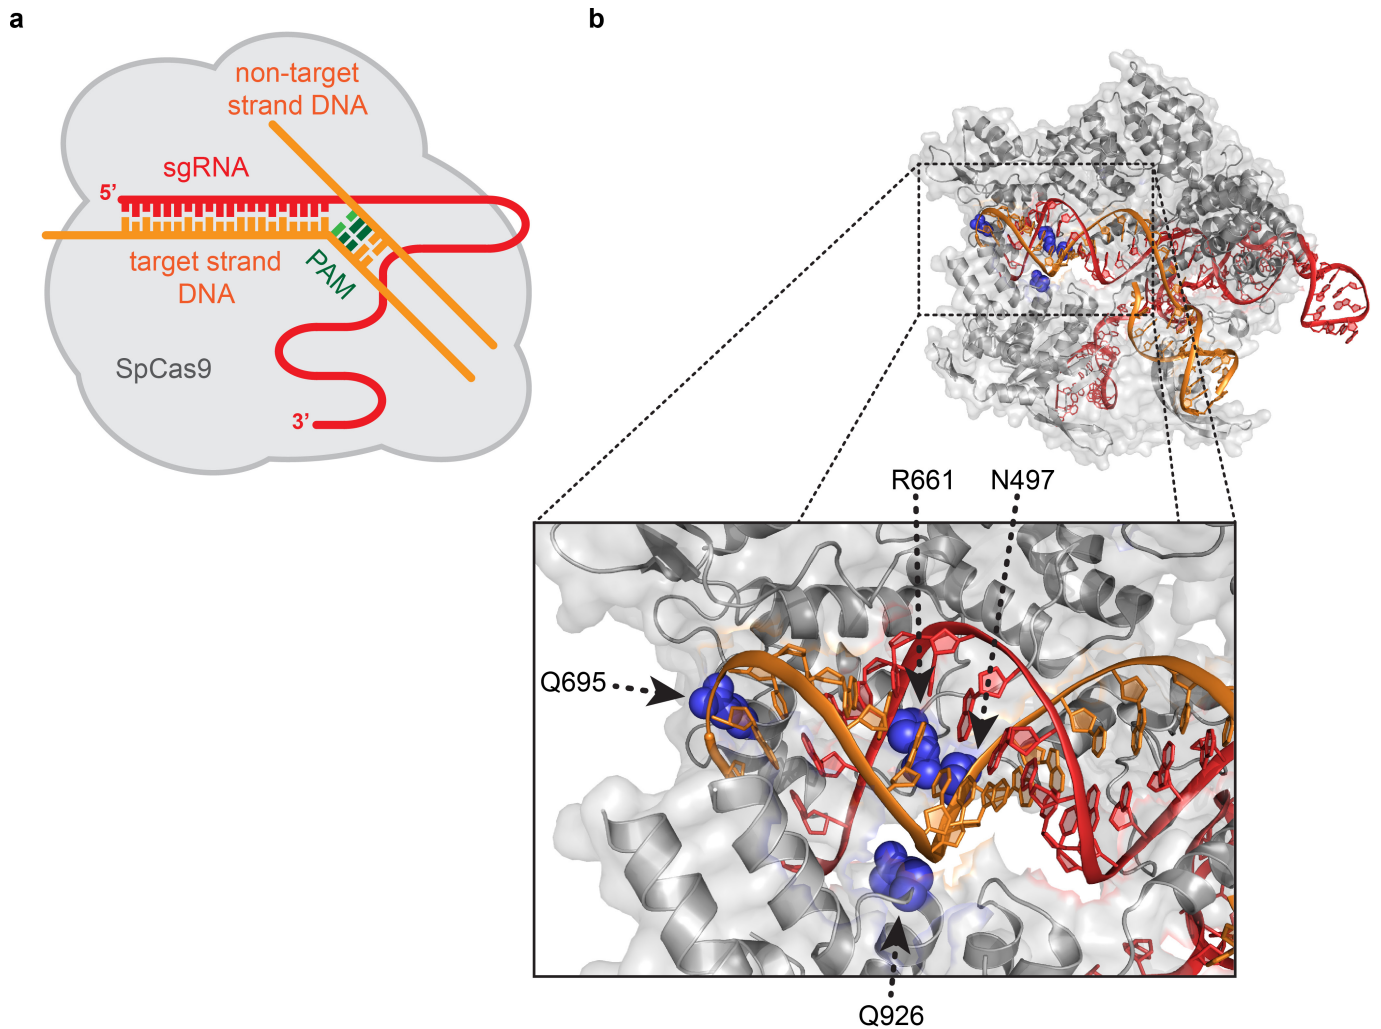 a
b
non-target
strand DNA
sgRNA
5’
target strand
DNA
PAM
SpCas9
3’
R661
N497
Q695
Q926